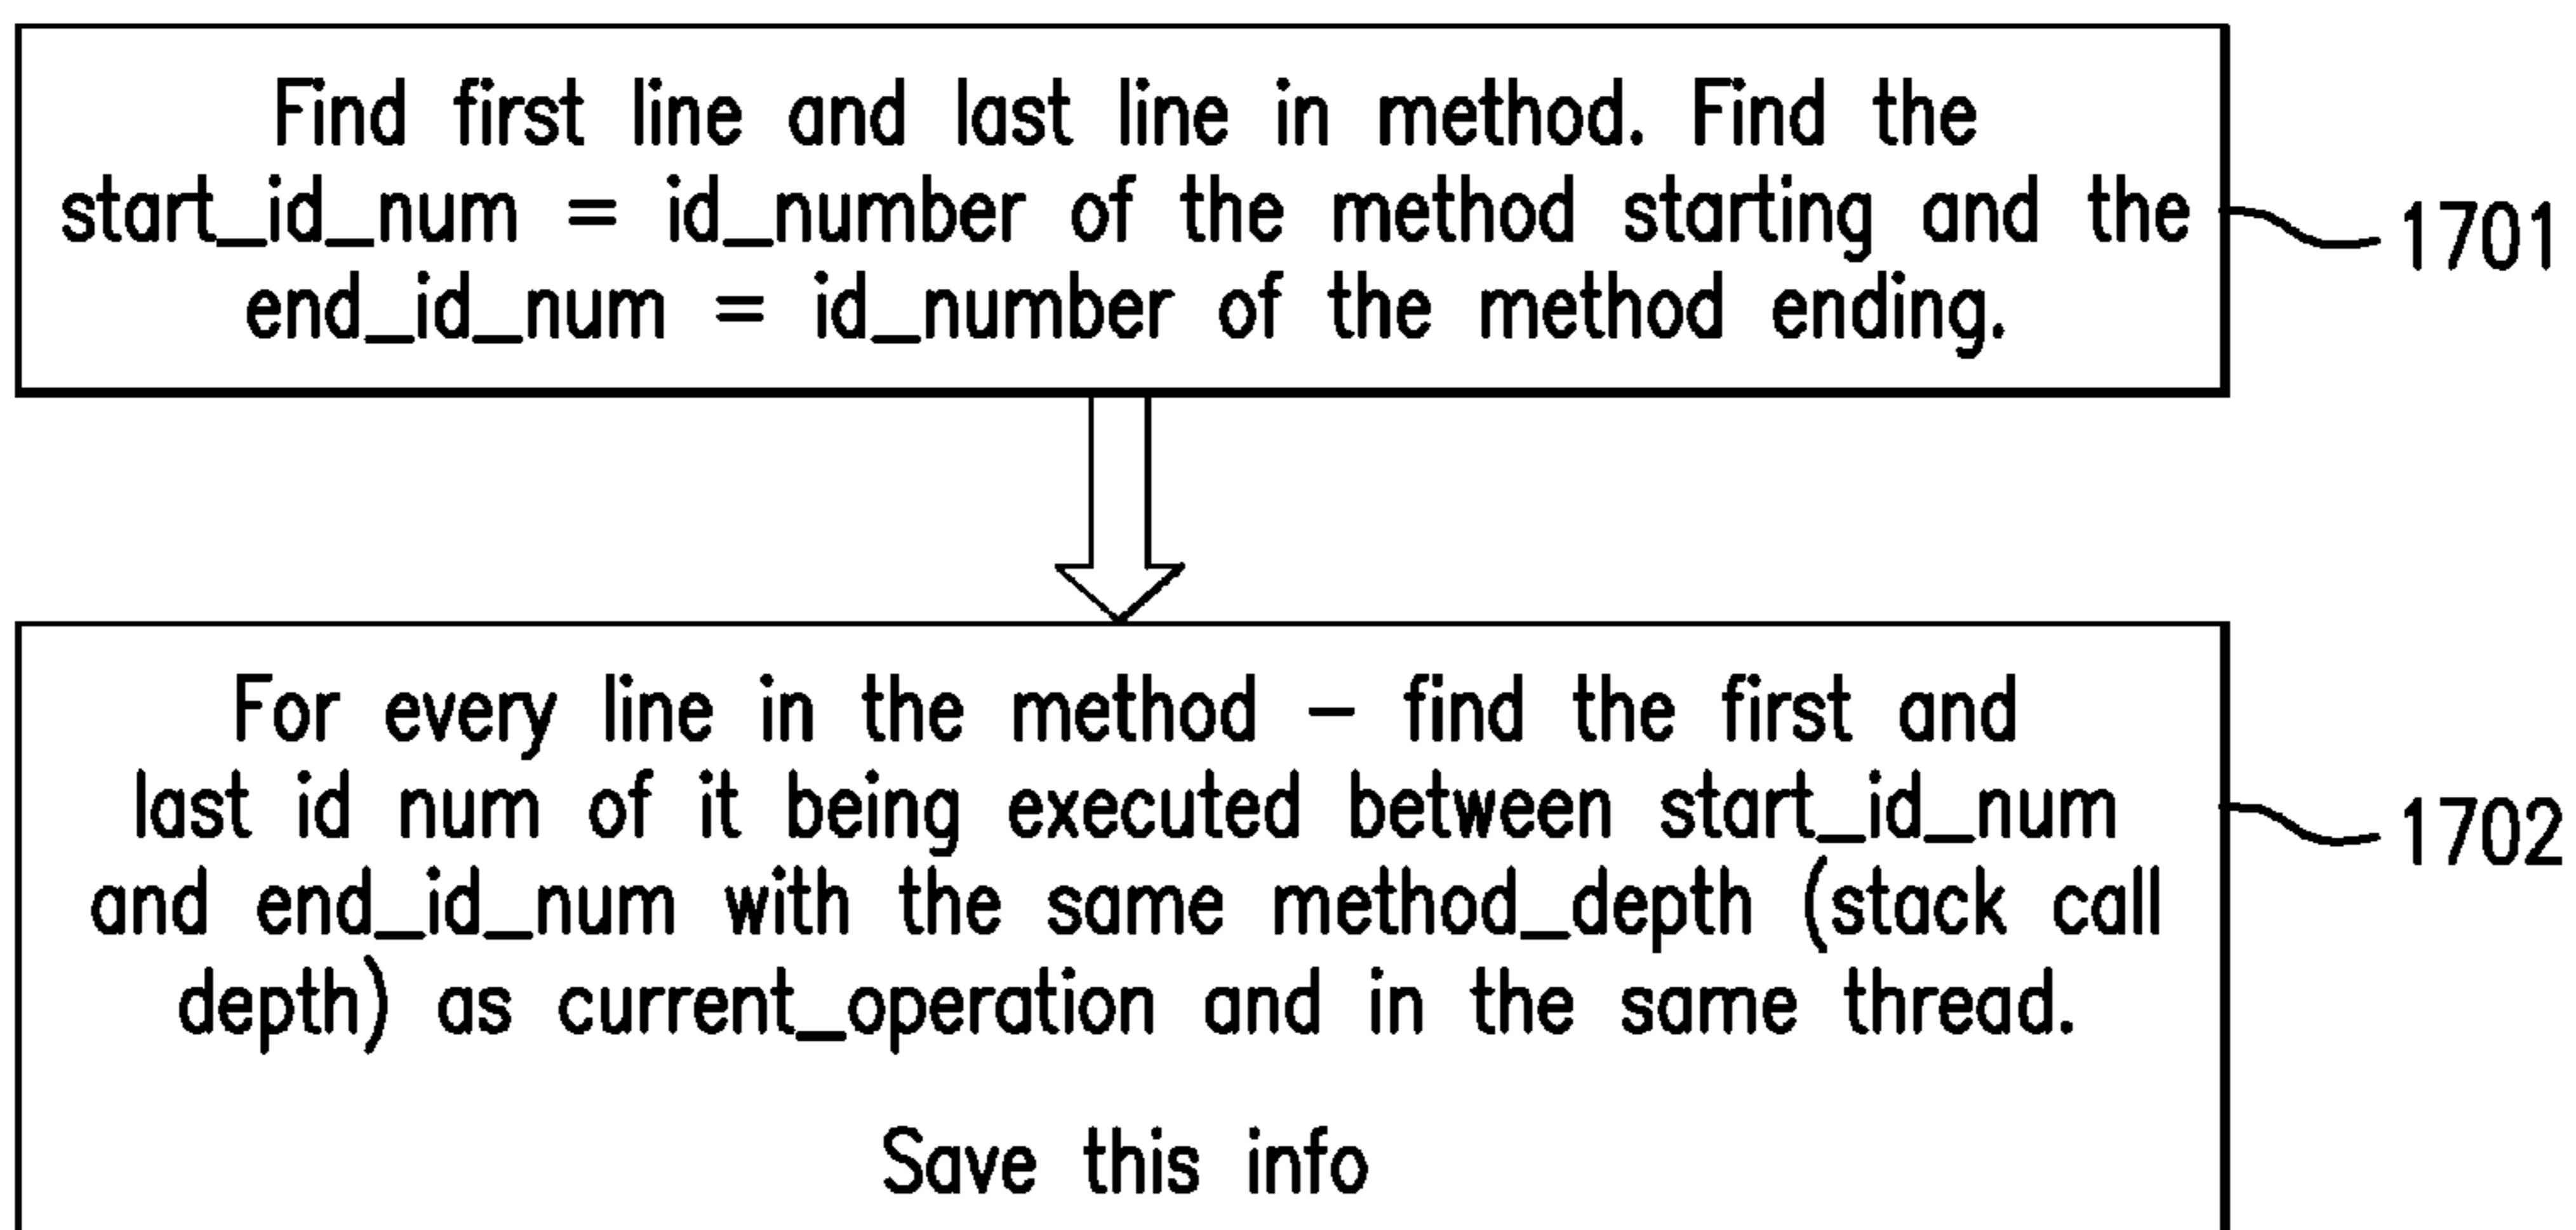 Find first line and last line in method. Find the
start_id_num = id_number of the method starting and the
end_id_num = id_number of the method ending.
1701
For every line in the method – find the first and
last id num of it being executed between start_id_num
and end_id_num with the same method_depth (stack call
depth) as current_operation and in the same thread.
Save this info
1702